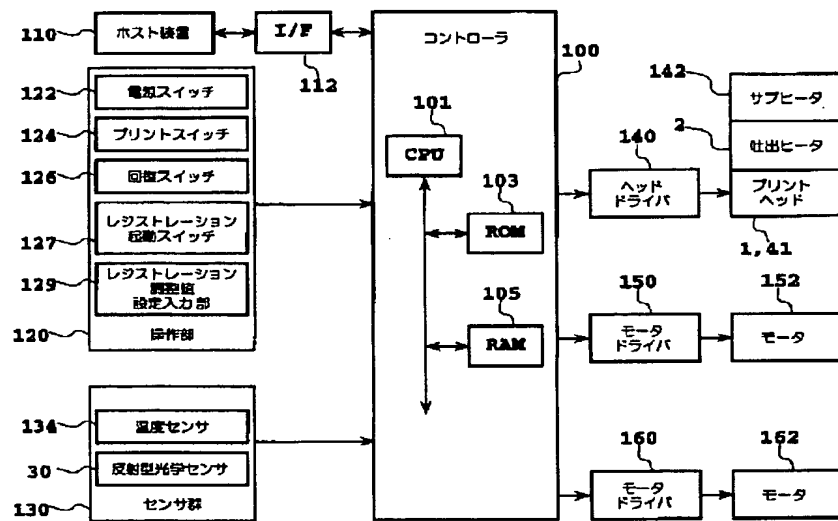 110
ホスト装置
I/F
112
コントローラ
100
122
電源スイッチ
124
プリントスイッチ
126
回復スイッチ
127
レジストレーション
起動スイッチ
129
レジストレーション
調整値
設定入力部
120
操作部
134
温度センサ
30
反射型光学センサ
130
センサ群
101
CPU
103
ROM
105
RAM
140
ヘッド
ドライバ
142
サブヒータ
2
吐出ヒータ
プリント
ヘッド
1,41
150
モータ
ドライバ
152
モータ
160
モータ
ドライバ
162
モータ